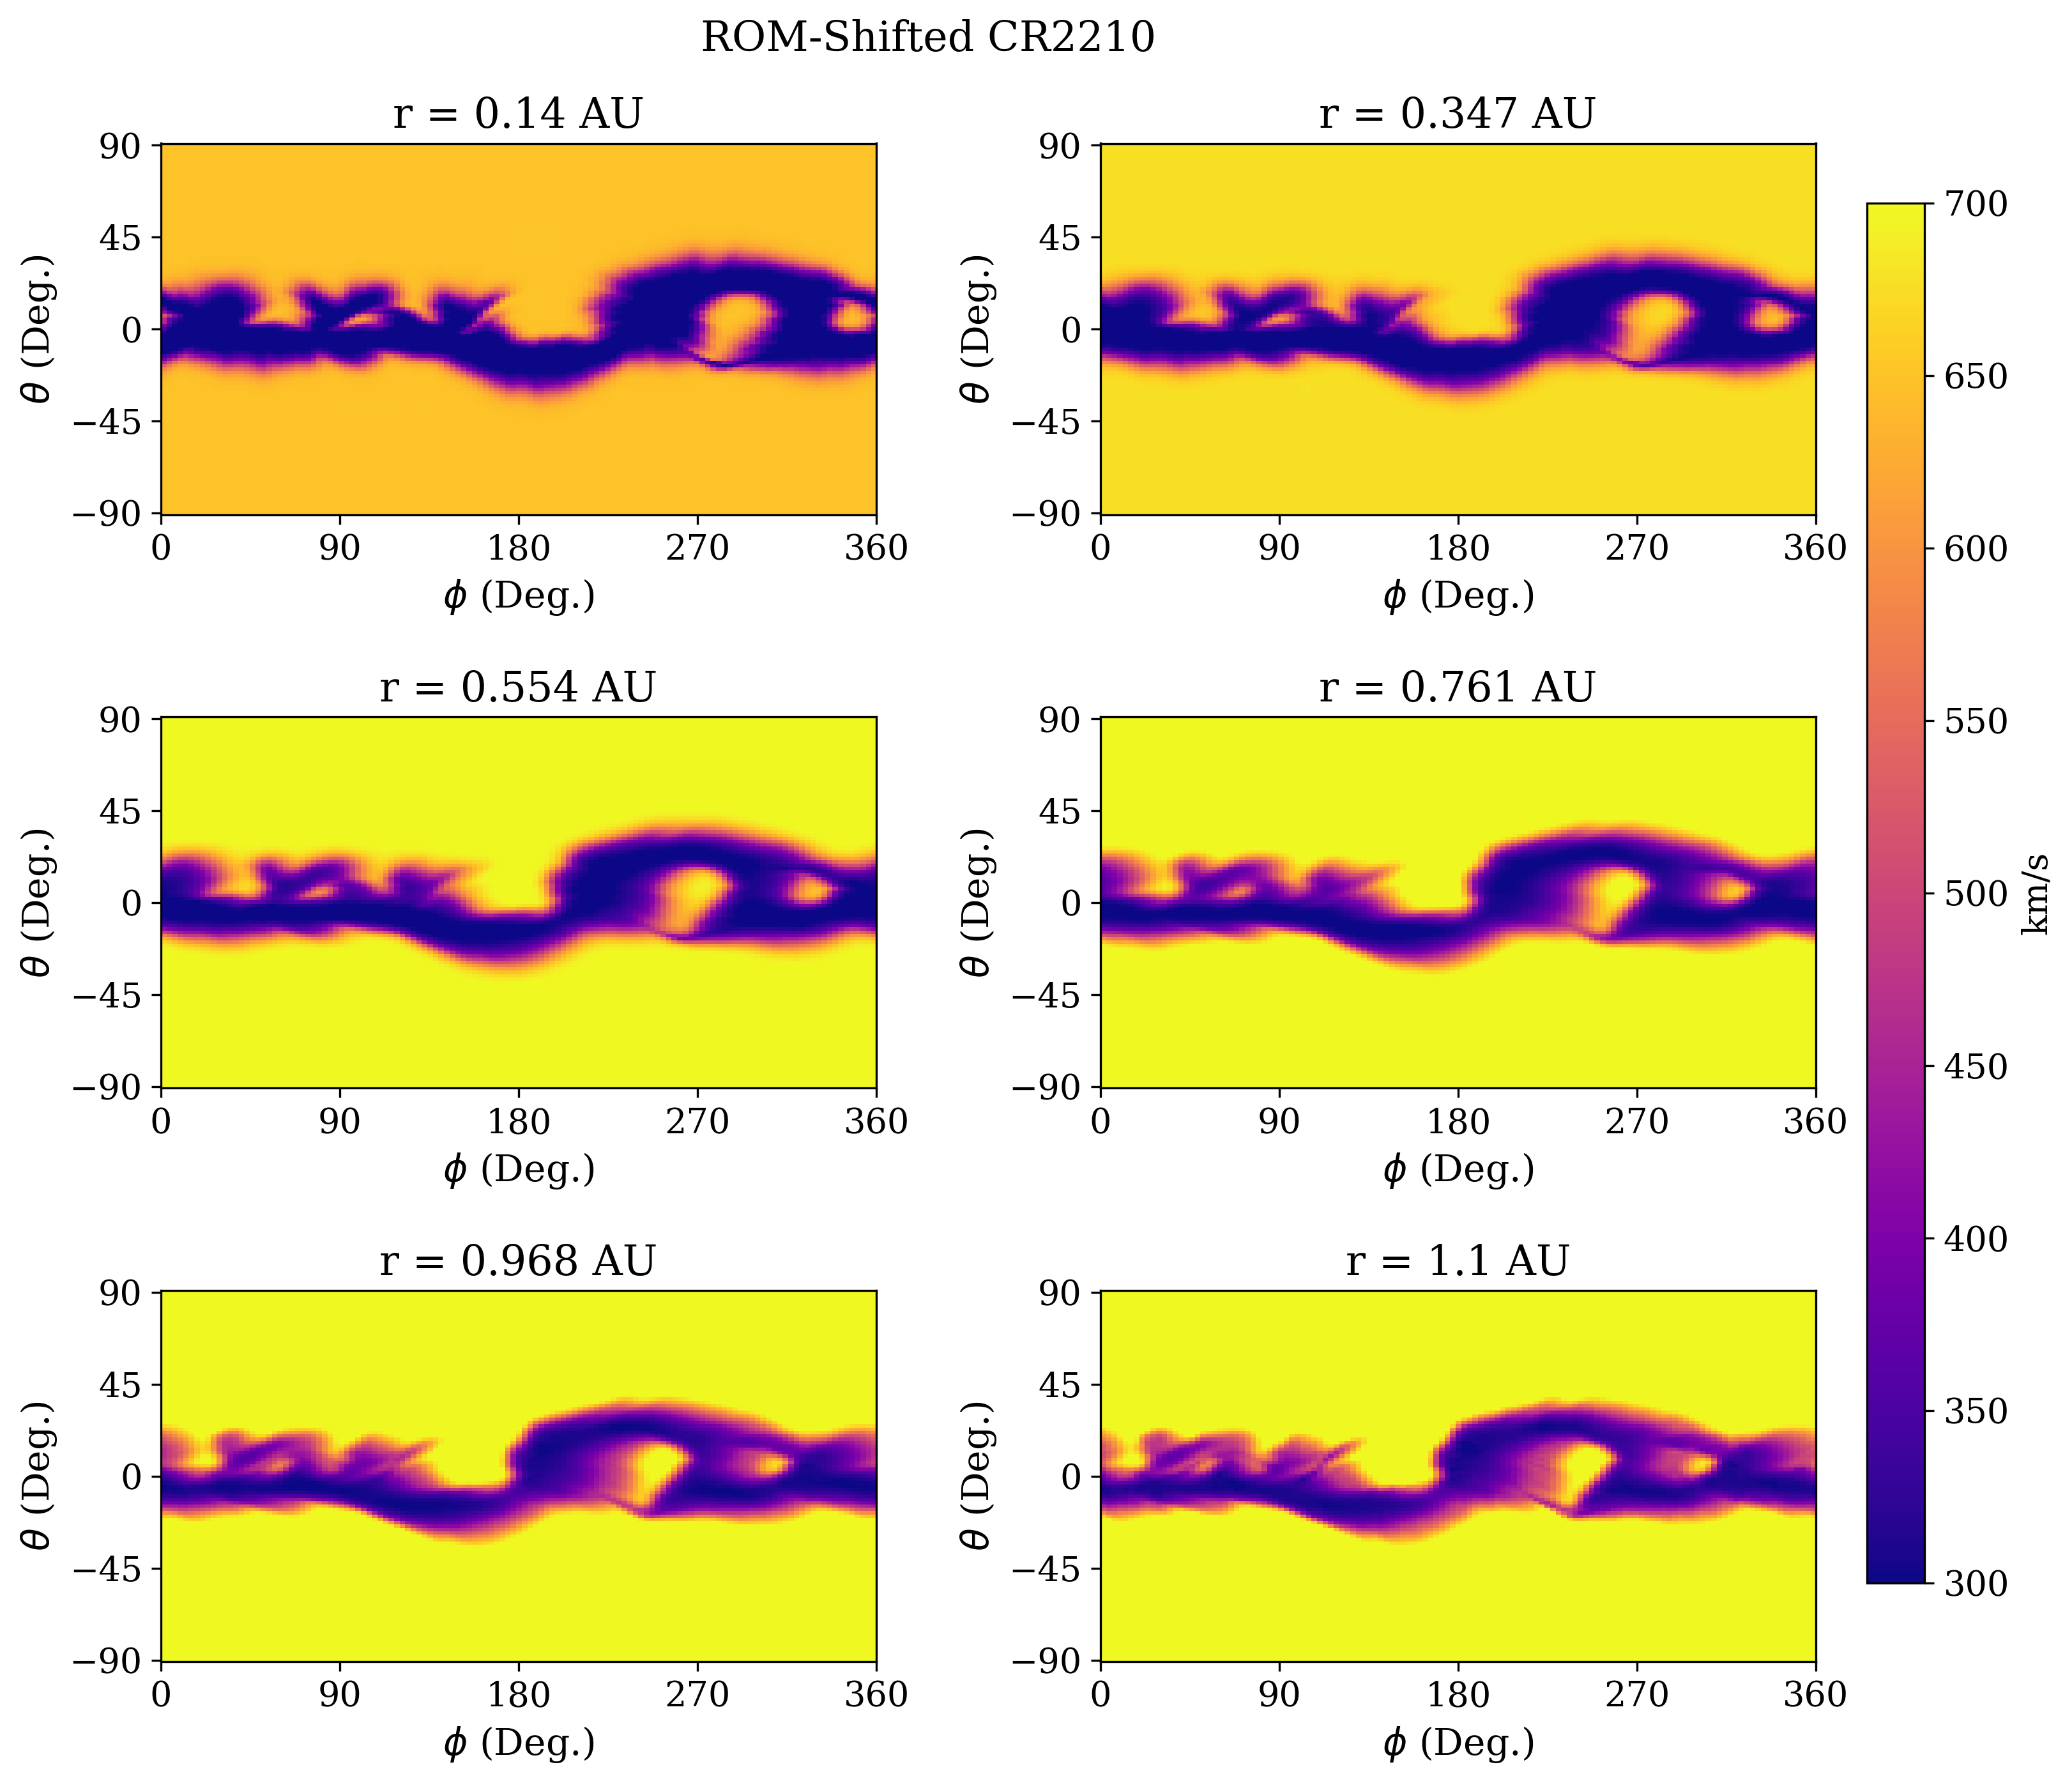 ROM-Shifted CR2210
r = 0.14 AU
90
45
0
−45
−90
θ (Deg.)
0 90 180 270 360
ϕ (Deg.)
r = 0.347 AU
90
45
0
−45
−90
θ (Deg.)
0 90 180 270 360
ϕ (Deg.)
r = 0.554 AU
90
45
0
−45
−90
θ (Deg.)
0 90 180 270 360
ϕ (Deg.)
r = 0.761 AU
90
45
0
−45
−90
θ (Deg.)
0 90 180 270 360
ϕ (Deg.)
r = 0.968 AU
90
45
0
−45
−90
θ (Deg.)
0 90 180 270 360
ϕ (Deg.)
r = 1.1 AU
90
45
0
−45
−90
θ (Deg.)
0 90 180 270 360
ϕ (Deg.)
700
650
600
550
500
450
400
350
300
km/s